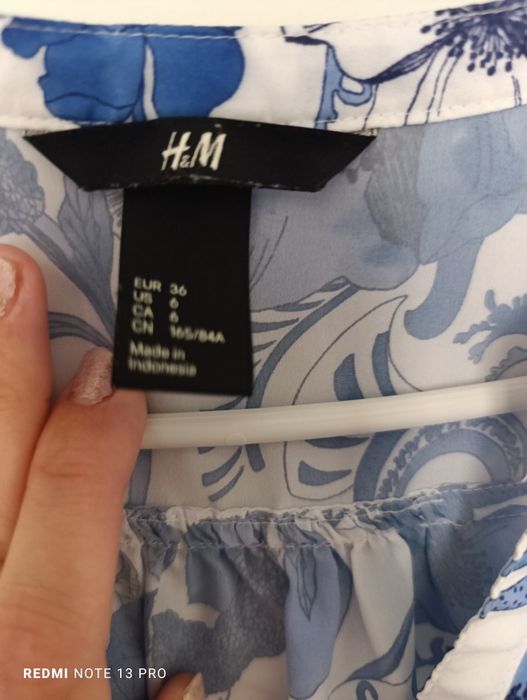 H&M
EUR 36
US 6
CA 6
CN 165/84A
Made in
Indonesia
REDMI NOTE 13 PRO